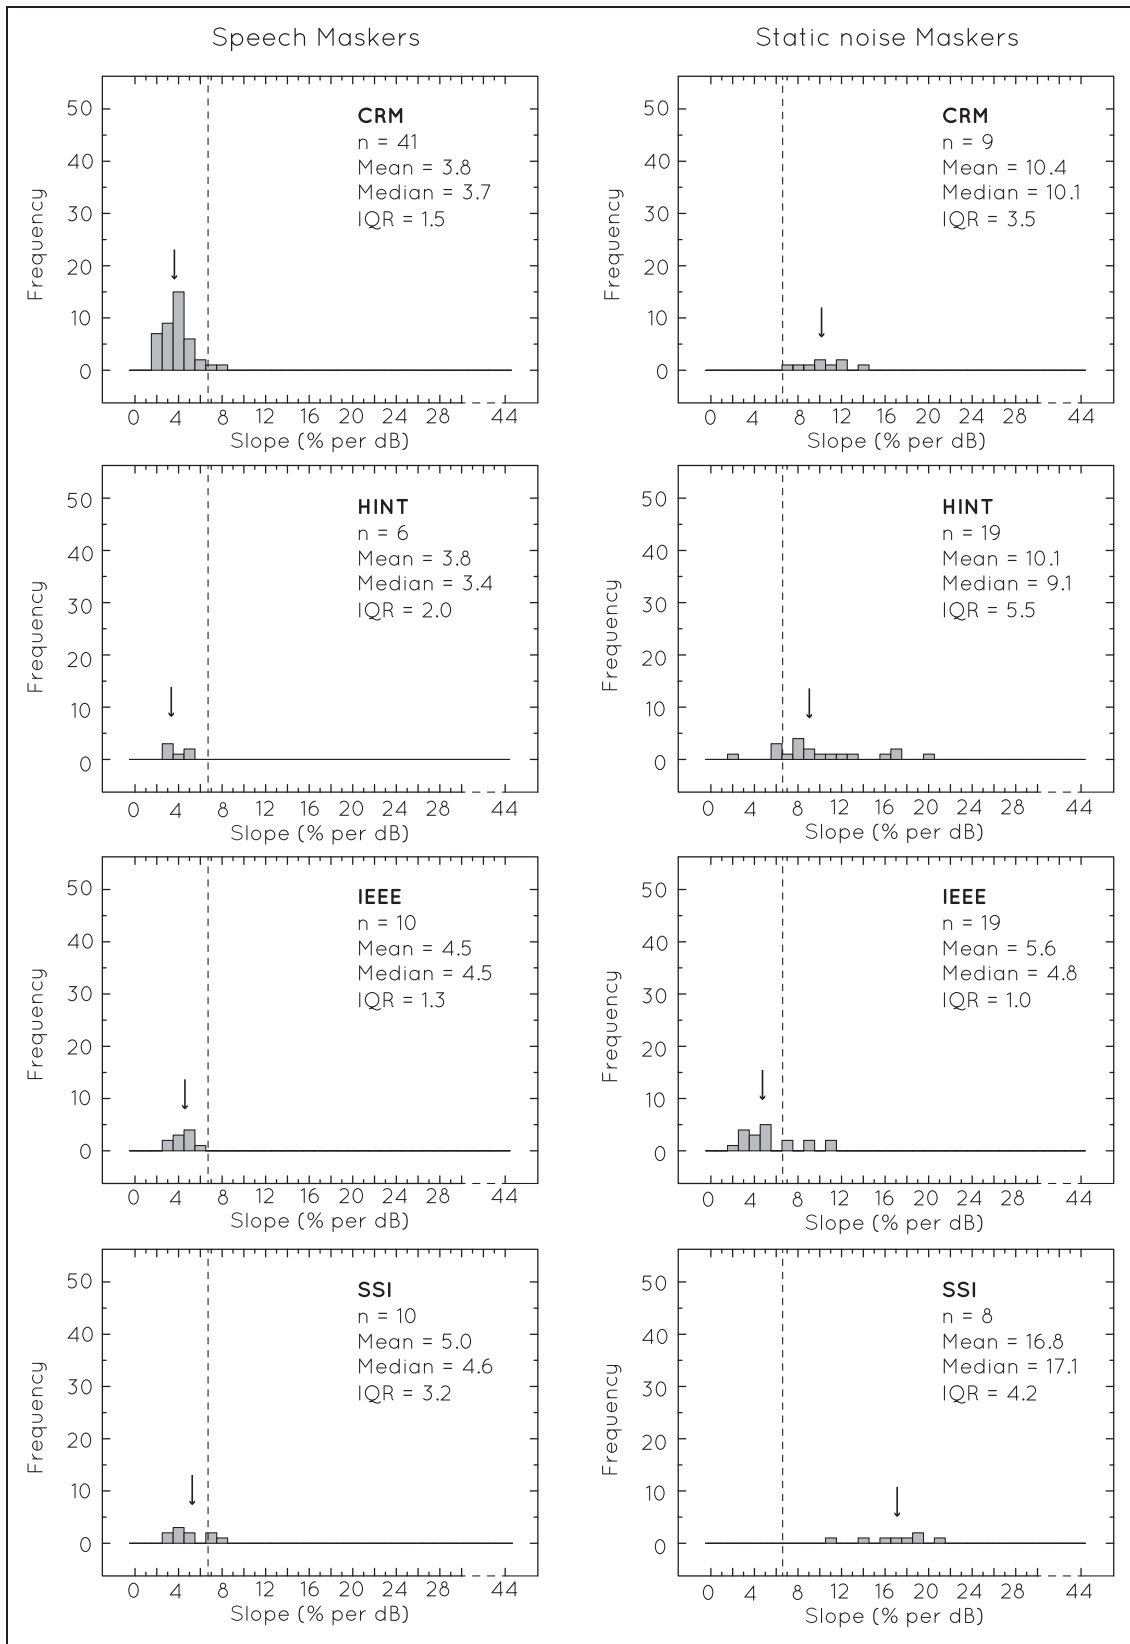 Speech Maskers
Static noise Maskers
Frequency
50
40
30
20
10
0
CRM
n = 41
Mean = 3.8
Median = 3.7
IQR = 1.5
0 4 8 12 16 20 24 28 44
Slope (% per dB)
Frequency
50
40
30
20
10
0
CRM
n = 9
Mean = 10.4
Median = 10.1
IQR = 3.5
0 4 8 12 16 20 24 28 44
Slope (% per dB)
Frequency
50
40
30
20
10
0
HINT
n = 6
Mean = 3.8
Median = 3.4
IQR = 2.0
0 4 8 12 16 20 24 28 44
Slope (% per dB)
Frequency
50
40
30
20
10
0
HINT
n = 19
Mean = 10.1
Median = 9.1
IQR = 5.5
0 4 8 12 16 20 24 28 44
Slope (% per dB)
Frequency
50
40
30
20
10
0
IEEE
n = 10
Mean = 4.5
Median = 4.5
IQR = 1.3
0 4 8 12 16 20 24 28 44
Slope (% per dB)
Frequency
50
40
30
20
10
0
IEEE
n = 19
Mean = 5.6
Median = 4.8
IQR = 1.0
0 4 8 12 16 20 24 28 44
Slope (% per dB)
Frequency
50
40
30
20
10
0
SSI
n = 10
Mean = 5.0
Median = 4.6
IQR = 3.2
0 4 8 12 16 20 24 28 44
Slope (% per dB)
Frequency
50
40
30
20
10
0
SSI
n = 8
Mean = 16.8
Median = 17.1
IQR = 4.2
0 4 8 12 16 20 24 28 44
Slope (% per dB)